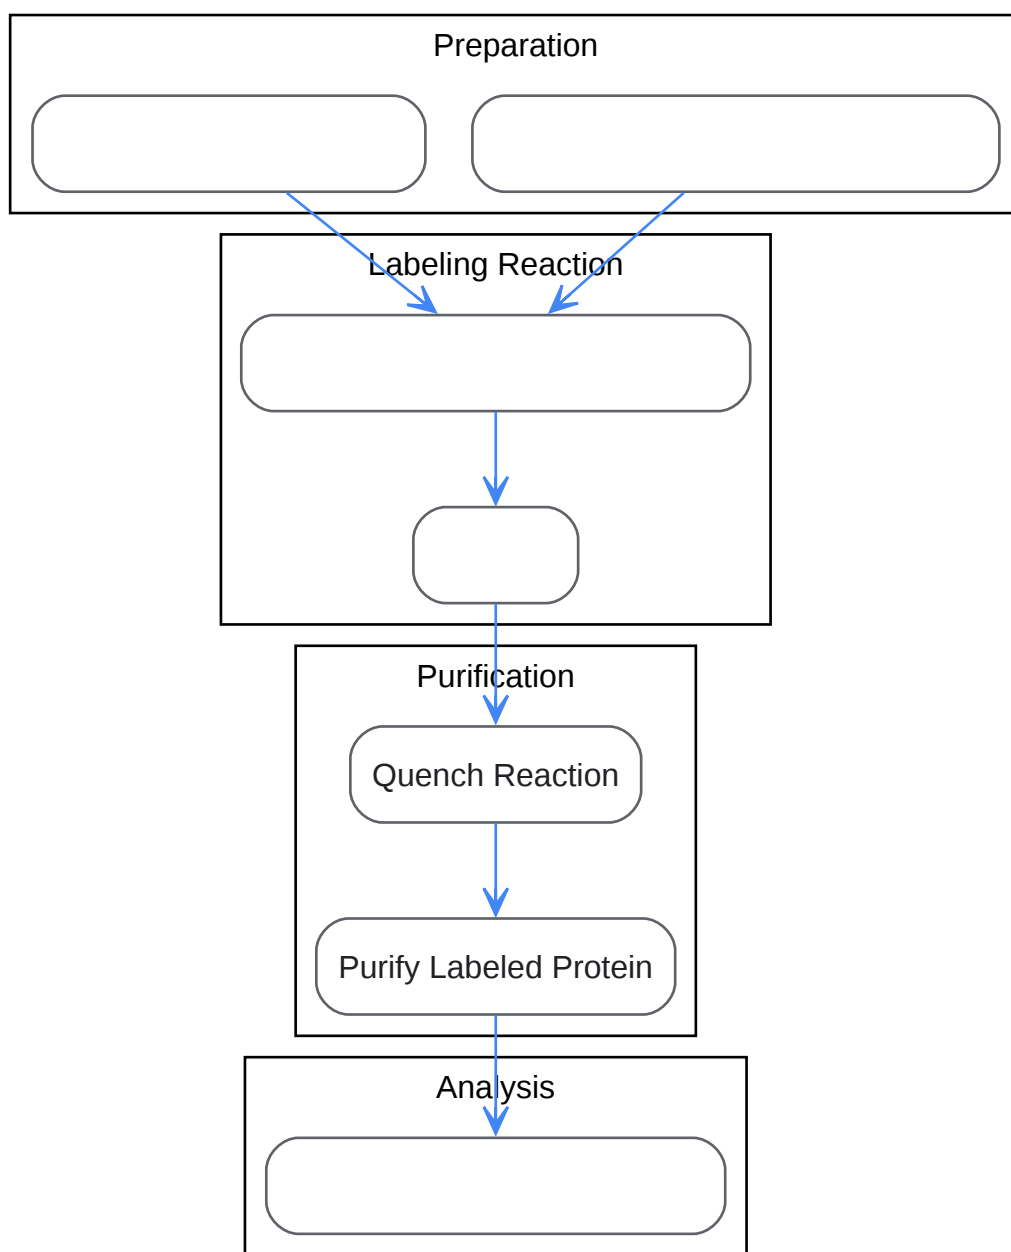 Preparation
Labeling Reaction
Purification
Quench Reaction
Purify Labeled Protein
Analysis